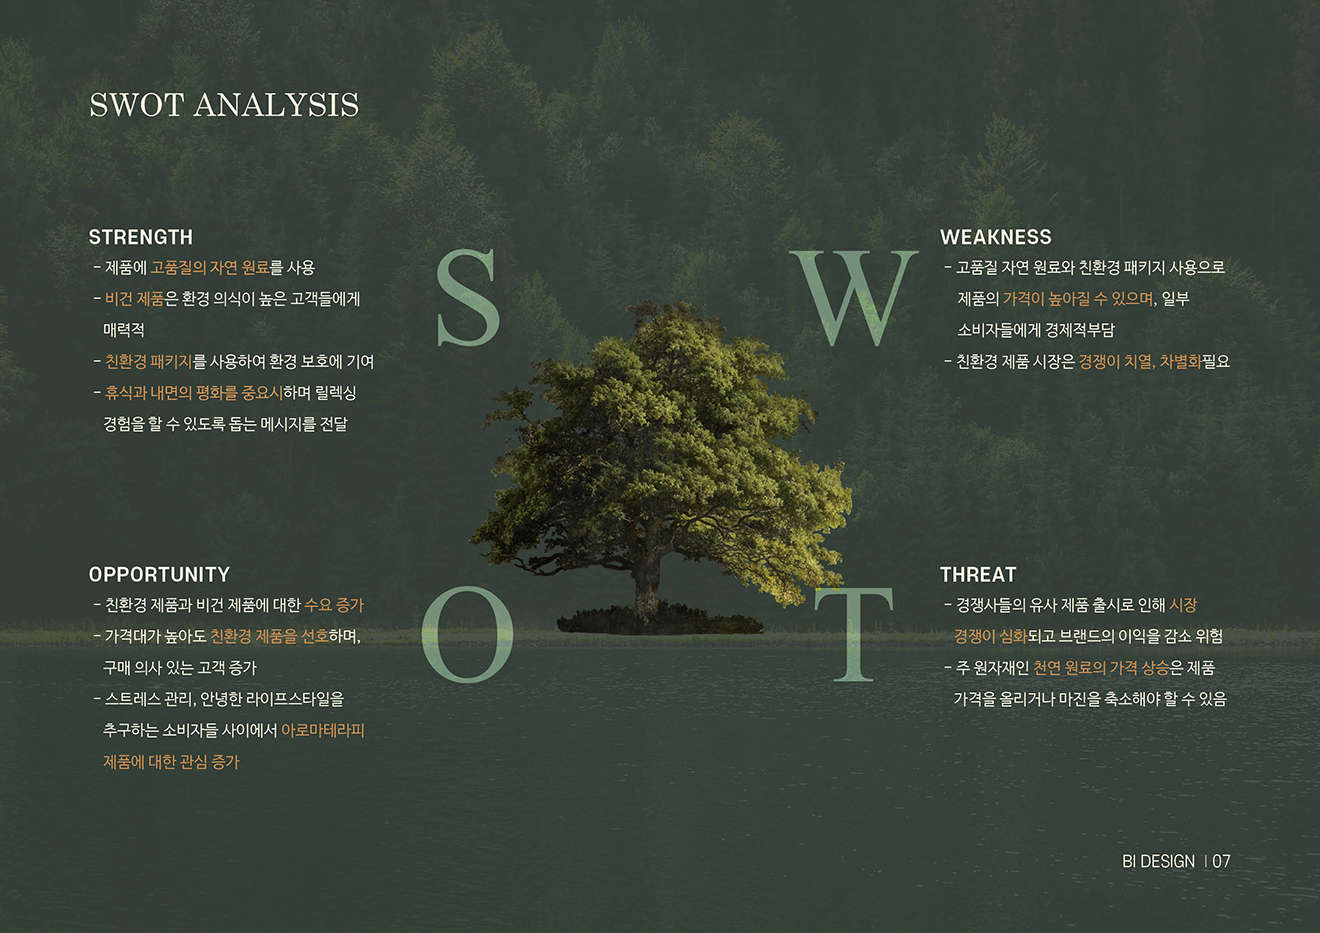 SWOT ANALYSIS
STRENGTH
- 제품에 고품질의 자연 원료를 사용
- 비건 제품은 환경 의식이 높은 고객들에게
매력적
- 친환경 패키지를 사용하여 환경 보호에 기여
- 휴식과 내면의 평화를 중요시하며 릴렉싱
경험을 할 수 있도록 돕는 메시지를 전달
S
W
WEAKNESS
- 고품질 자연 원료와 친환경 패키지 사용으로
제품의 가격이 높아질 수 있으며, 일부
소비자들에게 경제적부담
- 친환경 제품 시장은 경쟁이 치열, 차별화필요
OPPORTUNITY
- 친환경 제품과 비건 제품에 대한 수요 증가
- 가격대가 높아도 친환경 제품을 선호하며,
구매 의사 있는 고객 증가
- 스트레스 관리, 안녕한 라이프스타일을
추구하는 소비자들 사이에서 아로마테라피
제품에 대한 관심 증가
O
T
THREAT
- 경쟁사들의 유사 제품 출시로 인해 시장
경쟁이 심화되고 브랜드의 이익을 감소 위험
- 주 원자재인 천연 원료의 가격 상승은 제품
가격을 올리거나 마진을 축소해야 할 수 있음
BI DESIGN | 07